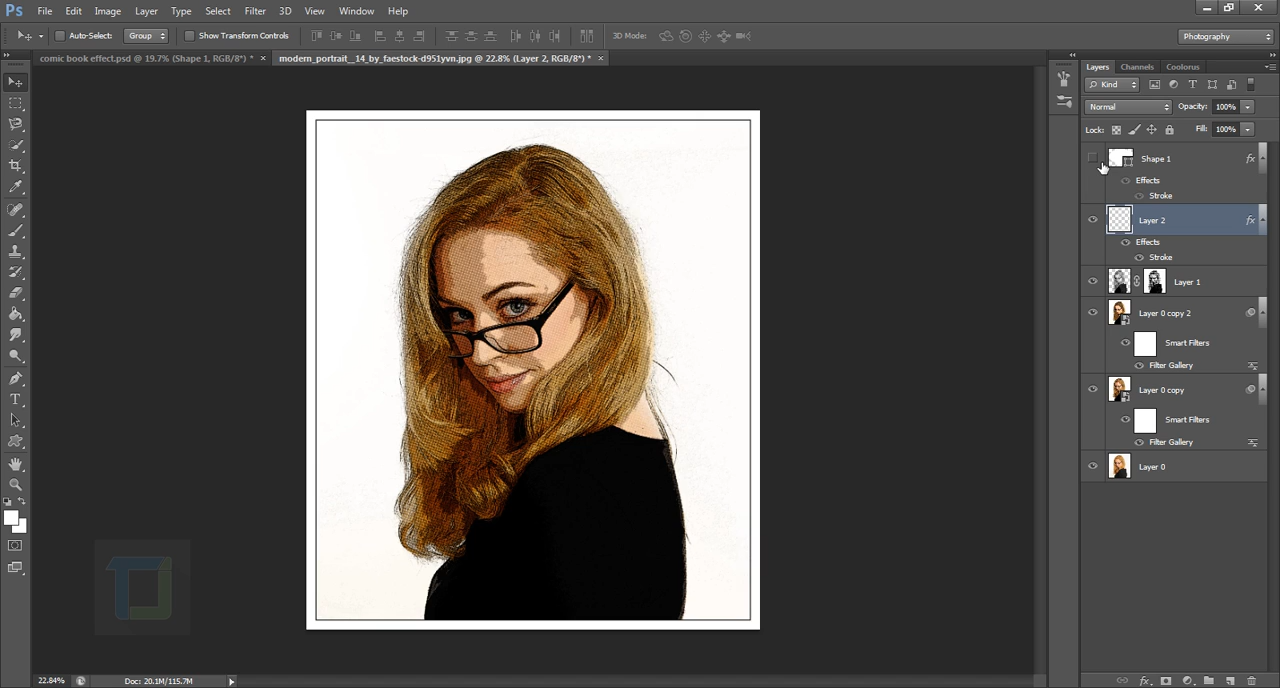 Ps File Edit Image Layer Type Select Filter 3D View Window Help
Auto-Select: Group Show Transform Controls 3D Mode: Photography
comic book effect.psd @ 19.7% (Shape 1, RGB/8*) * × modern_portrait__14_by_faestock-d951yvn.jpg @ 22.8% (Layer 2, RGB/8*) * ×
Layers Channels Coolorus
Kind
Normal Opacity: 100%
Lock: Fill: 100%
Shape 1 fx
Effects
Stroke
Layer 2 fx
Effects
Stroke
Layer 1
Layer 0 copy 2
Smart Filters
Filter Gallery
Layer 0 copy
Smart Filters
Filter Gallery
Layer 0
22.84% Doc: 20.1M/115.7M